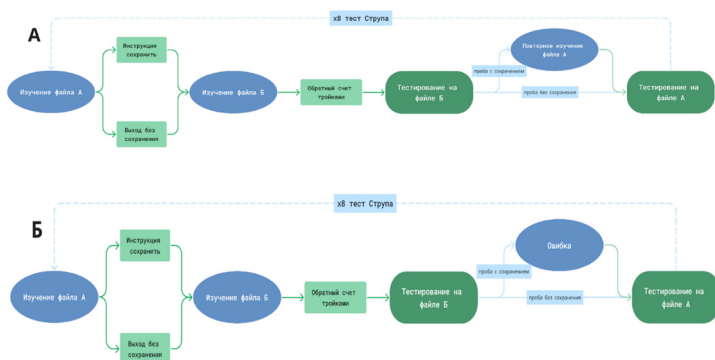 x8 тест Струпа
А
Инструкция
сохранить
Повторное изучение
файла А
проба с сохранением
Изучение файла А
Изучение файла Б
Обратный счет
тройками
Тестирование на
файле Б
проба без сохранения
Тестирование на
файле А
Выход без
сохранения
x8 тест Струпа
Б
Инструкция
сохранить
Ошибка
проба с сохранением
Изучение файла А
Изучение файла Б
Обратный счет
тройками
Тестирование на
файле Б
проба без сохранения
Тестирование на
файле А
Выход без
сохранения